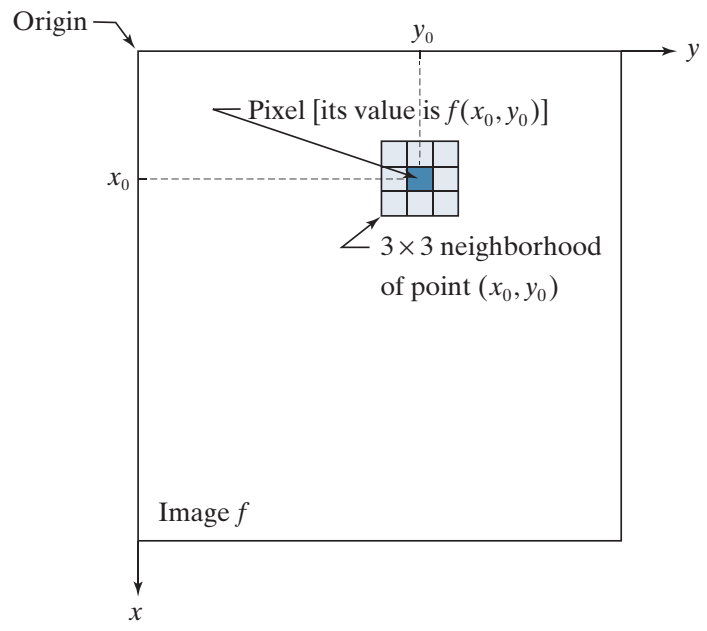 Origin
y₀
y
Pixel [its value is f(x₀, y₀)]
x₀
3 × 3 neighborhood
of point (x₀, y₀)
Image f
x